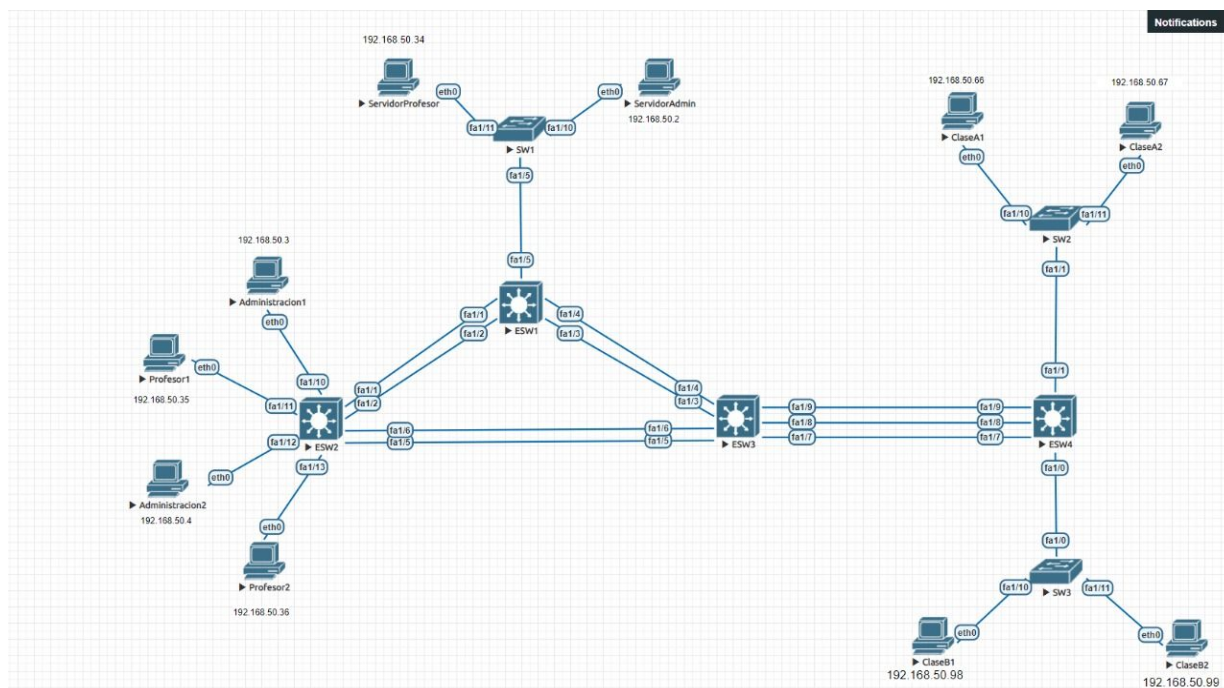 Notifications
192.168 50.34
eth0
eth0
ServidorProfesor
ServidorAdmin
192.168.50.2
fa1/11
fa1/10
SW1
fa1/5
192.168.50.66
192.168.50.67
ClaseA1
ClaseA2
eth0
eth0
fa1/10
fa1/11
SW2
fa1/1
192.168.50.3
Administracion1
eth0
fa1/5
ESW1
fa1/1
fa1/2
fa1/4
fa1/3
Profesor1
eth0
192.168.50.35
fa1/10
fa1/11
fa1/1
fa1/2
fa1/12
ESW2
fa1/13
fa1/6
fa1/5
fa1/6
fa1/5
fa1/4
fa1/3
ESW3
fa1/9
fa1/8
fa1/7
fa1/9
fa1/8
fa1/7
fa1/1
ESW4
fa1/0
Administracion2
eth0
192.168.50.4
eth0
Profesor2
192.168.50.36
fa1/0
SW3
fa1/10
fa1/11
eth0
eth0
ClaseB1
192.168.50.98
ClaseB2
192.168.50.99